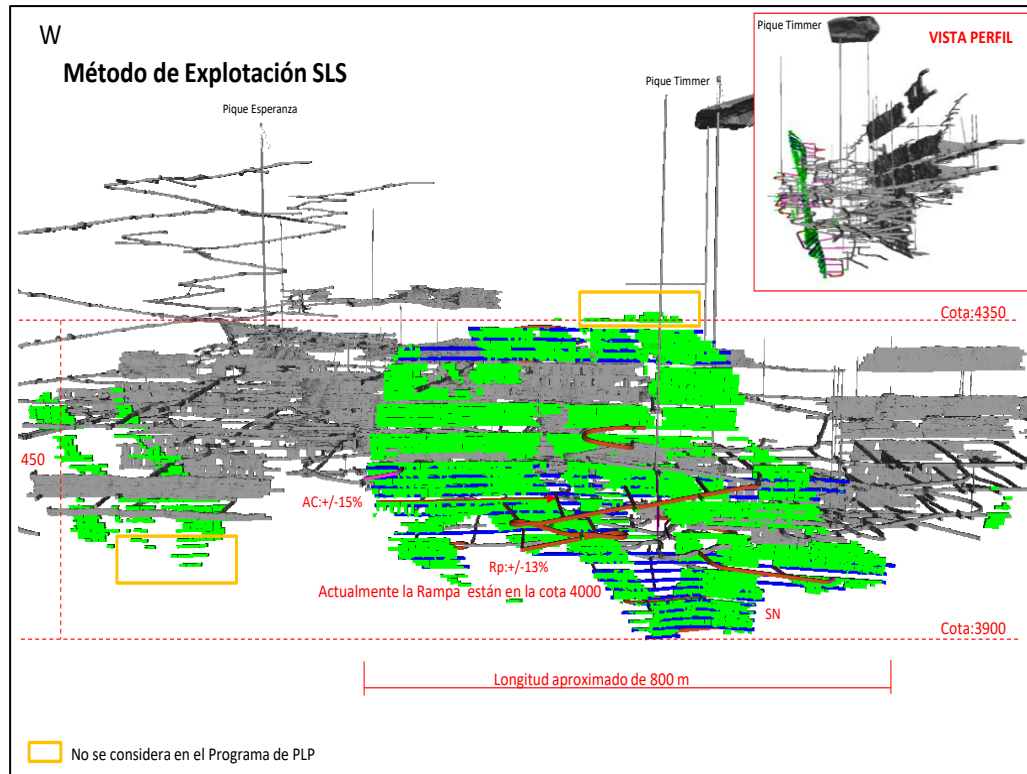 W
Método de Explotación SLS
Pique Esperanza
Pique Timmer
Pique Timmer
VISTA PERFIL
Cota:4350
450
AC:+/-15%
Rp:+/-13%
Actualmente la Rampa están en la cota 4000
SN
Cota:3900
Longitud aproximado de 800 m
No se considera en el Programa de PLP